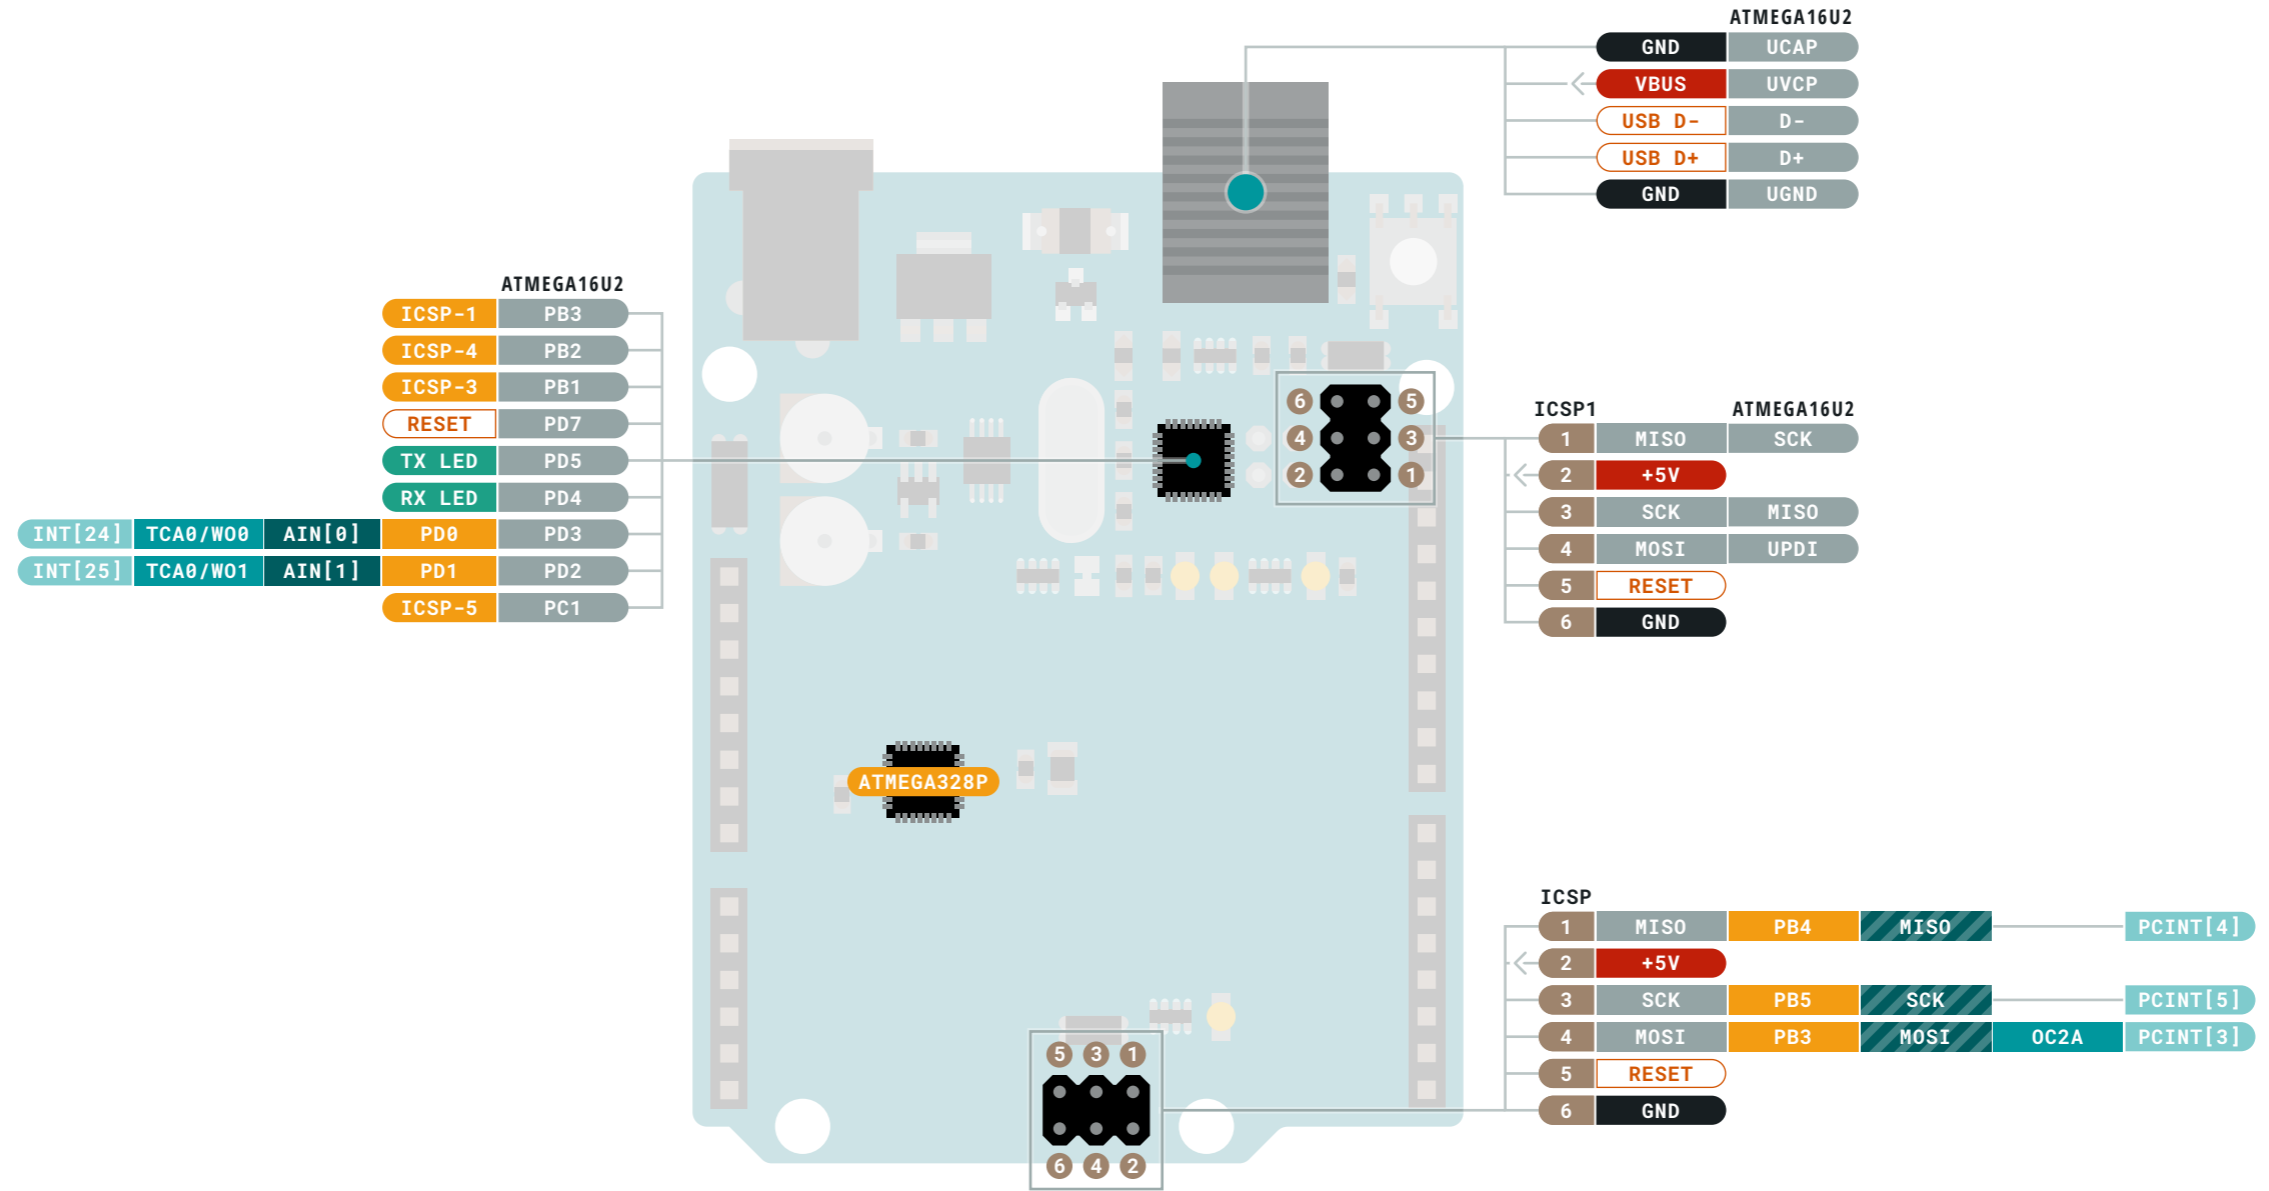 ATMEGA16U2
GND UCAP
VBUS UVCP
USB D- D-
USB D+ D+
GND UGND
ATMEGA16U2
ICSP-1 PB3
ICSP-4 PB2
ICSP-3 PB1
RESET PD7
TX LED PD5
RX LED PD4
INT[24] TCA0/WO0 AIN[0] PD0 PD3
INT[25] TCA0/WO1 AIN[1] PD1 PD2
ICSP-5 PC1
6 5
4 3
2 1
ICSP1 ATMEGA16U2
1 MISO SCK
2 +5V
3 SCK MISO
4 MOSI UPDI
5 RESET
6 GND
ATMEGA328P
ICSP
1 MISO PB4 MISO PCINT[4]
2 +5V
3 SCK PB5 SCK PCINT[5]
4 MOSI PB3 MOSI OC2A PCINT[3]
5 RESET
6 GND
5 3 1
6 4 2